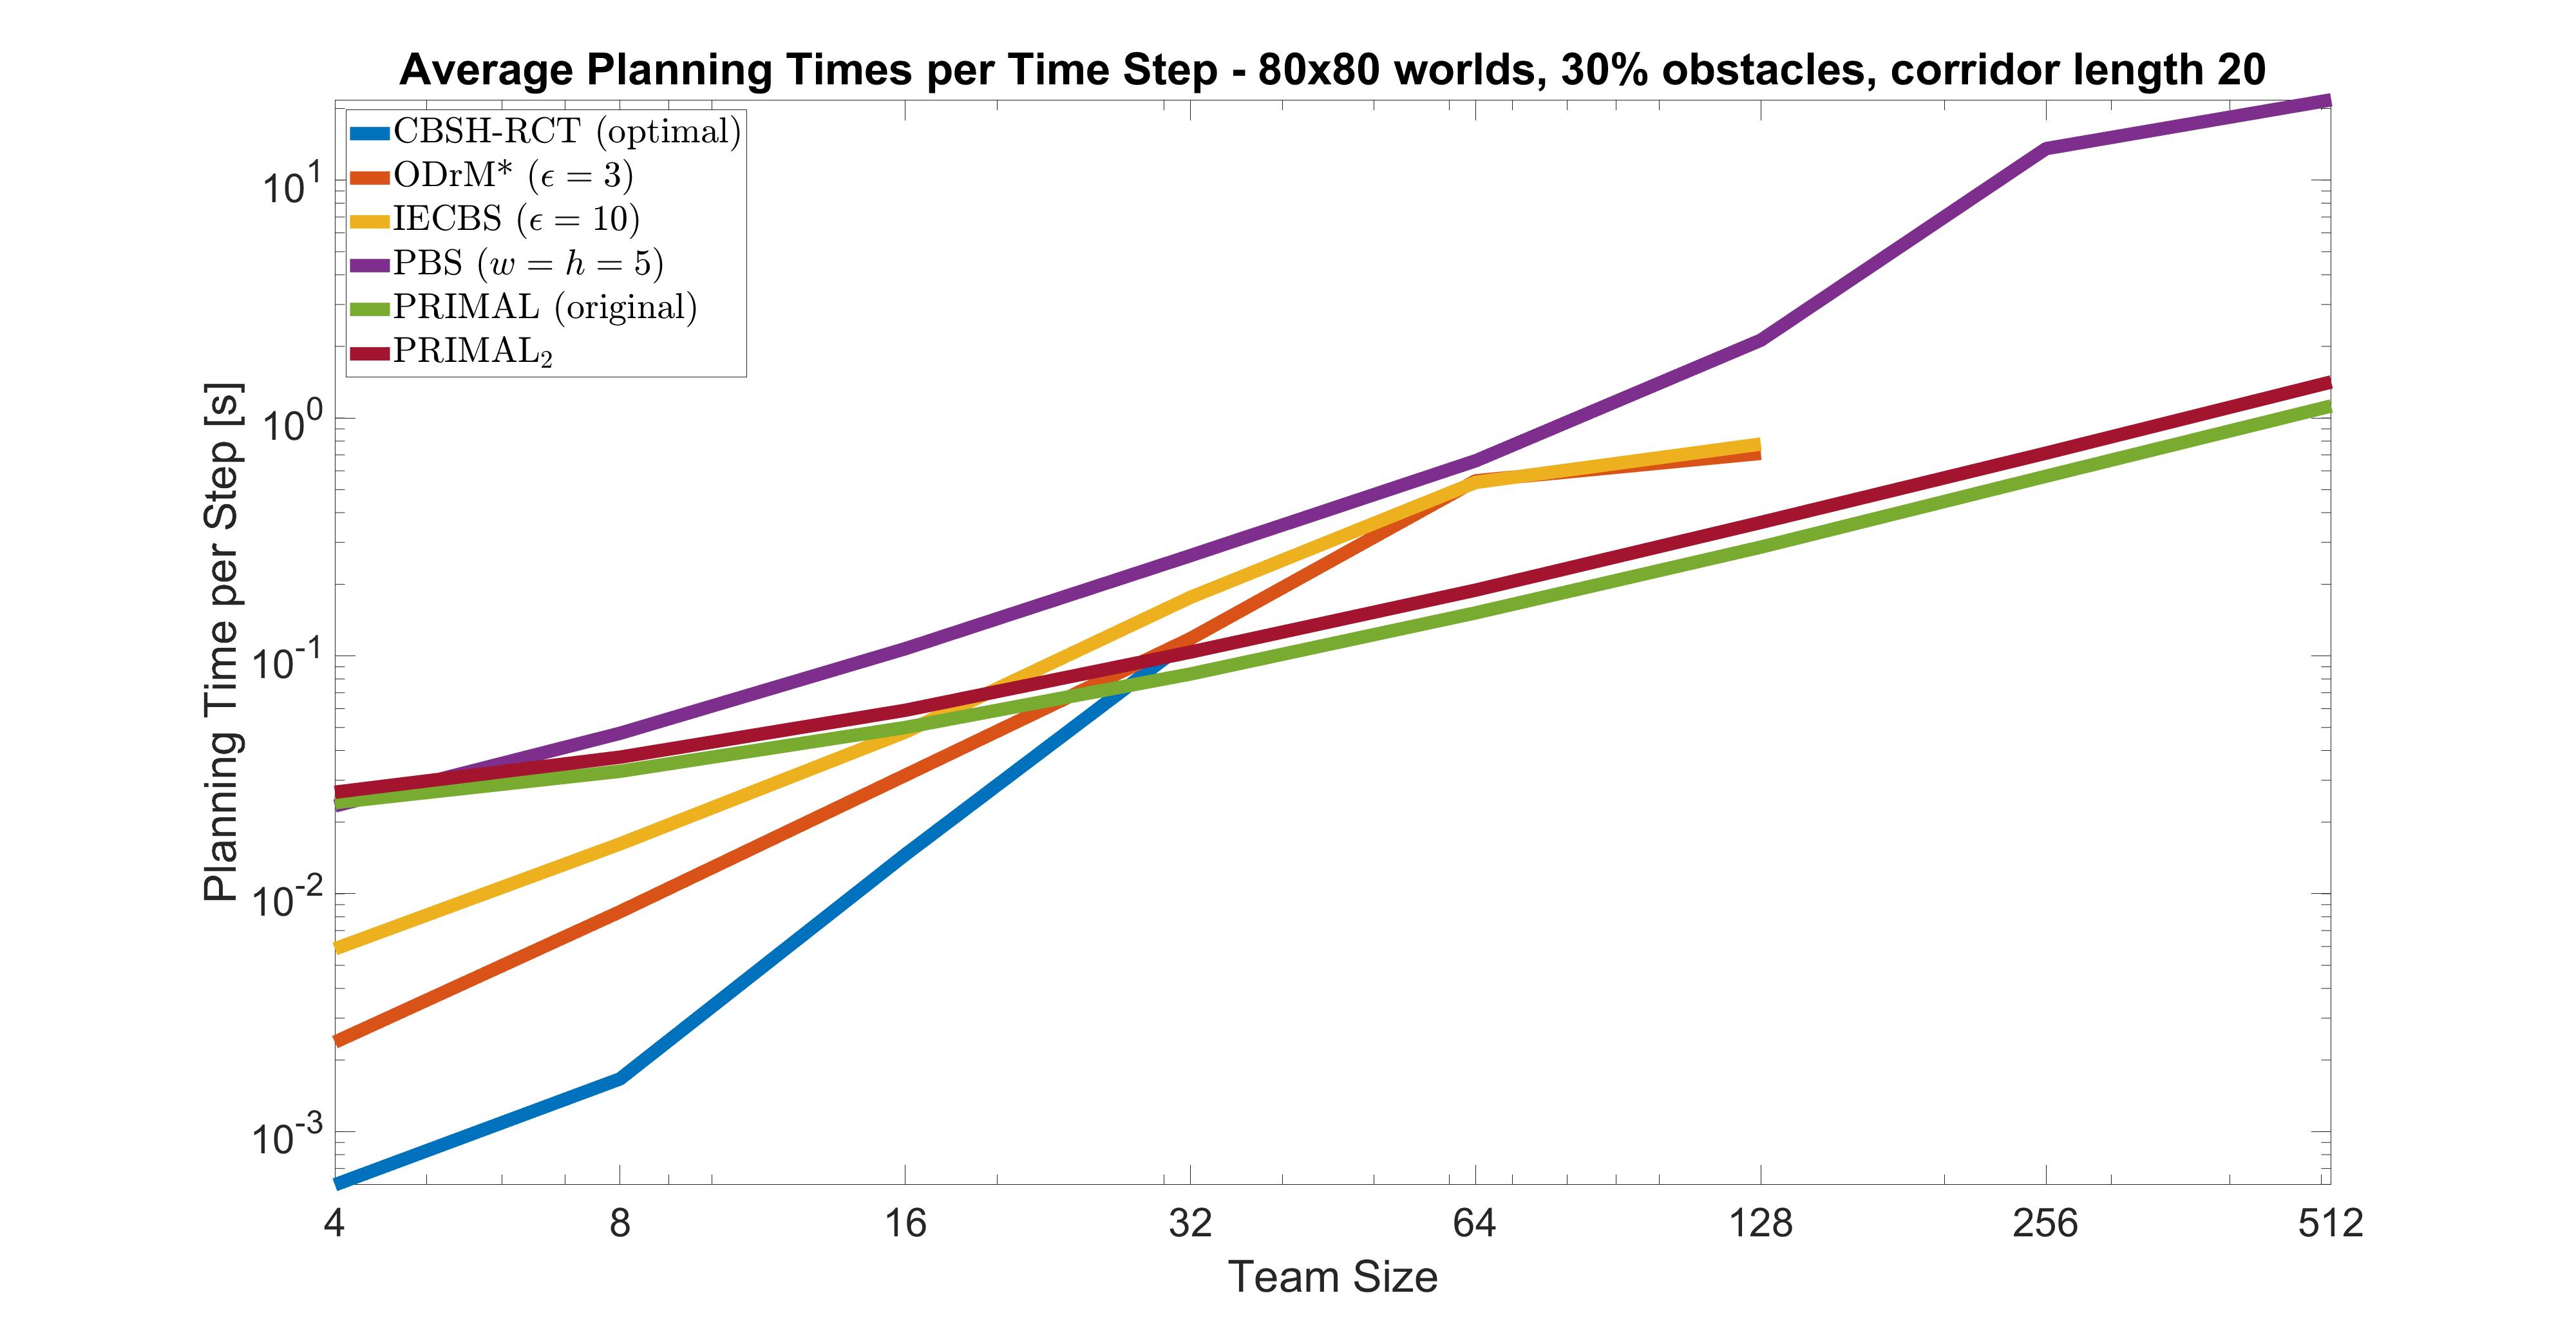 Average Planning Times per Time Step - 80x80 worlds, 30% obstacles, corridor length 20
CBSH-RCT (optimal)
ODrM* (ϵ = 3)
IECBS (ϵ = 10)
PBS (w = h = 5)
PRIMAL (original)
PRIMAL₂
Planning Time per Step [s]
10¹
10⁰
10⁻¹
10⁻²
10⁻³
4 8 16 32 64 128 256 512
Team Size